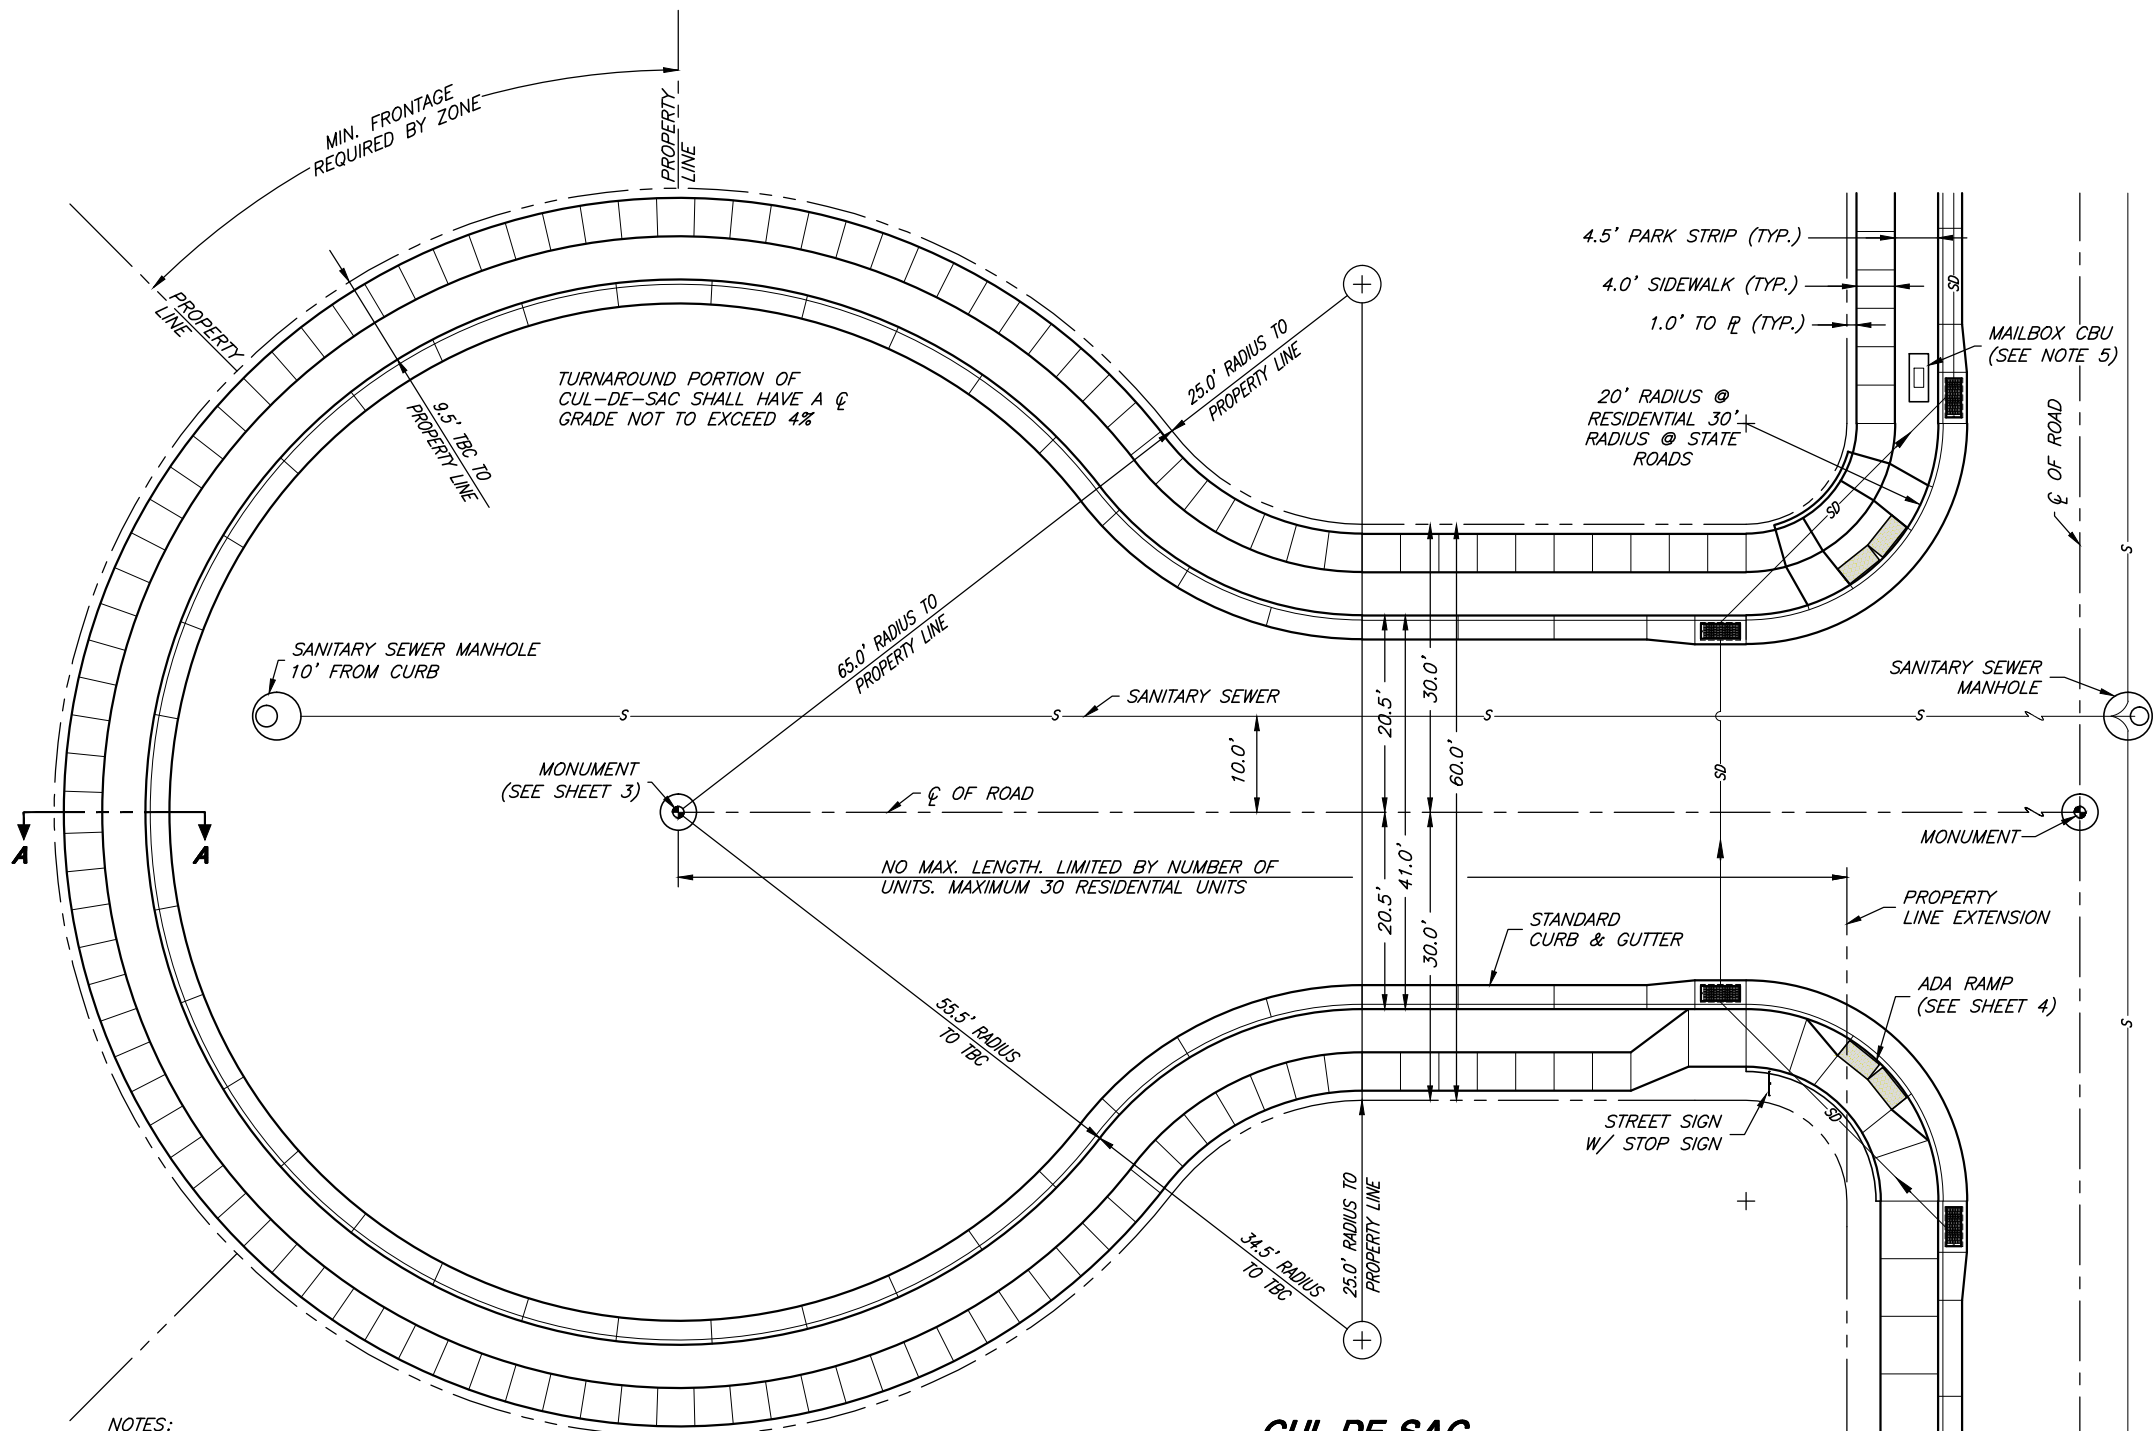 MIN. FRONTAGE
REQUIRED BY ZONE
PROPERTY
LINE
PROPERTY
LINE
9.5' TBC TO
PROPERTY LINE
TURNAROUND PORTION OF
CUL-DE-SAC SHALL HAVE A ℄
GRADE NOT TO EXCEED 4%
25.0' RADIUS TO
PROPERTY LINE
4.5' PARK STRIP (TYP.)
4.0' SIDEWALK (TYP.)
1.0' TO ⅊ (TYP.)
SD
MAILBOX CBU
(SEE NOTE 5)
20' RADIUS @
RESIDENTIAL 30'
RADIUS @ STATE
ROADS
℄ OF ROAD
SD
S
65.0' RADIUS TO
PROPERTY LINE
SANITARY SEWER MANHOLE
10' FROM CURB
SANITARY SEWER
S
S
S
S
SANITARY SEWER
MANHOLE
10.0'
20.5'
30.0'
60.0'
SD
MONUMENT
(SEE SHEET 3)
℄ OF ROAD
MONUMENT
A
A
NO MAX. LENGTH. LIMITED BY NUMBER OF
UNITS. MAXIMUM 30 RESIDENTIAL UNITS
20.5'
41.0'
30.0'
PROPERTY
LINE EXTENSION
STANDARD
CURB & GUTTER
ADA RAMP
(SEE SHEET 4)
S
55.5' RADIUS
TO TBC
STREET SIGN
W/ STOP SIGN
SD
34.5' RADIUS
TO TBC
25.0' RADIUS TO
PROPERTY LINE
NOTES:
CUL-DE-SAC